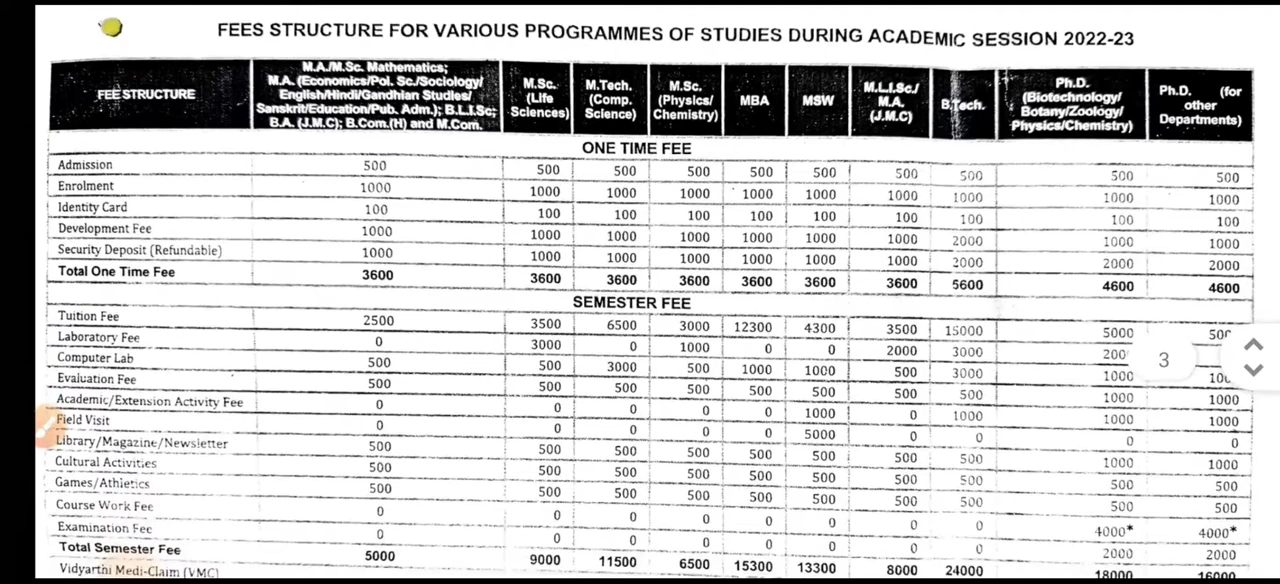 FEES STRUCTURE FOR VARIOUS PROGRAMMES OF STUDIES DURING ACADEMIC SESSION 2022-23
FEE STRUCTURE M.A./M.Sc. Mathematics; M.A. (Economics/Pol. Sc./Sociology/ English/Hindi/Gandhian Studies/ Sanskrit/Education/Pub. Adm.); B.L.I.Sc; B.A. (J.M.C); B.Com.(H) and M.Com. M.Sc. (Life Sciences) M.Tech. (Comp. Science) M.Sc. (Physics/ Chemistry) MBA MSW M.L.I.Sc./ M.A. (J.M.C) B.Tech. Ph.D. (Biotechnology/ Botany/Zoology/ Physics/Chemistry) Ph.D. (for other Departments)
ONE TIME FEE
Admission 500 500 500 500 500 500 500 500 500 500
Enrolment 1000 1000 1000 1000 1000 1000 1000 1000 1000 1000
Identity Card 100 100 100 100 100 100 100 100 100 100
Development Fee 1000 1000 1000 1000 1000 1000 1000 2000 1000 1000
Security Deposit (Refundable) 1000 1000 1000 1000 1000 1000 1000 2000 2000 2000
Total One Time Fee 3600 3600 3600 3600 3600 3600 3600 5600 4600 4600
SEMESTER FEE
Tuition Fee 2500 3500 6500 3000 12300 4300 3500 15000 5000
Laboratory Fee 0 3000 0 1000 0 0 2000 3000
Computer Lab 500 500 3000 500 1000 1000 500 3000 1000
Evaluation Fee 500 500 500 500 500 500 500 500 1000 1000
Academic/Extension Activity Fee 0 0 0 0 0 1000 0 1000 1000 1000
Field Visit 0 0 0 0 0 5000 0 0 0 0
Library/Magazine/Newsletter 500 500 500 500 500 500 500 500 1000 1000
Cultural Activities 500 500 500 500 500 500 500 500 500 500
Games/Athletics 500 500 500 500 500 500 500 500 500 500
Course Work Fee 0 0 0 0 0 0 0 0 4000* 4000*
Examination Fee 0 0 0 0 0 0 0 0 2000 2000
Total Semester Fee 5000 9000 11500 6500 15300 13300 8000 24000 18000 16000
Vidyarthi Medi-Claim (VMC)
3